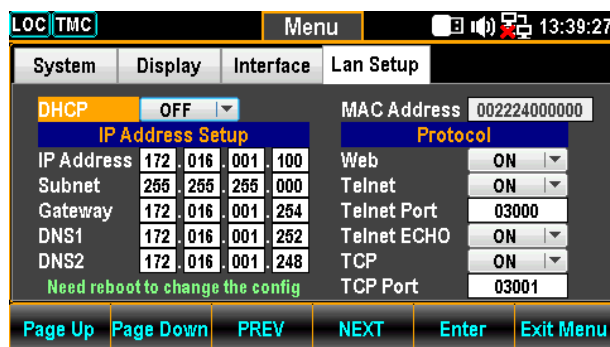 LOC TMC Menu 13:39:27
System Display Interface Lan Setup
DHCP OFF
IP Address Setup
IP Address 172 . 016 . 001 . 100
Subnet 255 . 255 . 255 . 000
Gateway 172 . 016 . 001 . 254
DNS1 172 . 016 . 001 . 252
DNS2 172 . 016 . 001 . 248
Need reboot to change the config
MAC Address 002224000000
Protocol
Web ON
Telnet ON
Telnet Port 03000
Telnet ECHO ON
TCP ON
TCP Port 03001
Page Up Page Down PREV NEXT Enter Exit Menu